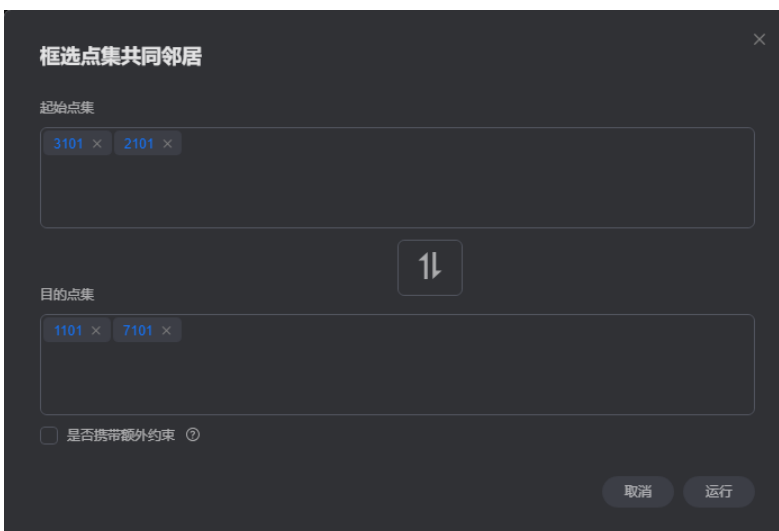 框选点集共同邻居
起始点集
3101 × 2101 ×
目的点集
1101 × 7101 ×
是否携带额外约束 ?
取消 运行